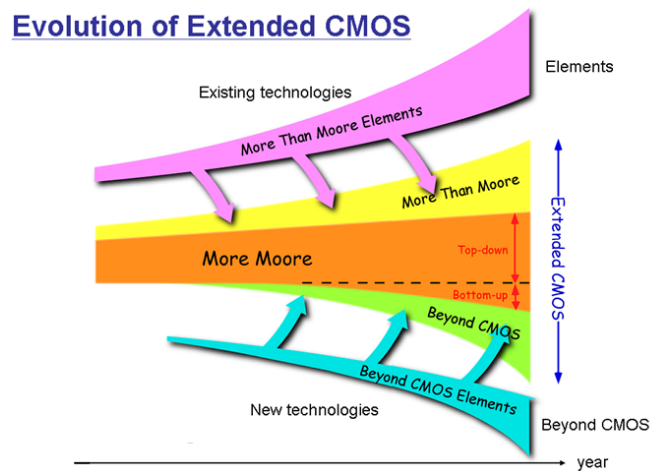 Evolution of Extended CMOS
Elements
Existing technologies
More Than Moore Elements
More Than Moore
Extended CMOS
More Moore
Top-down
Bottom-up
Beyond CMOS
Beyond CMOS Elements
New technologies
Beyond CMOS
year